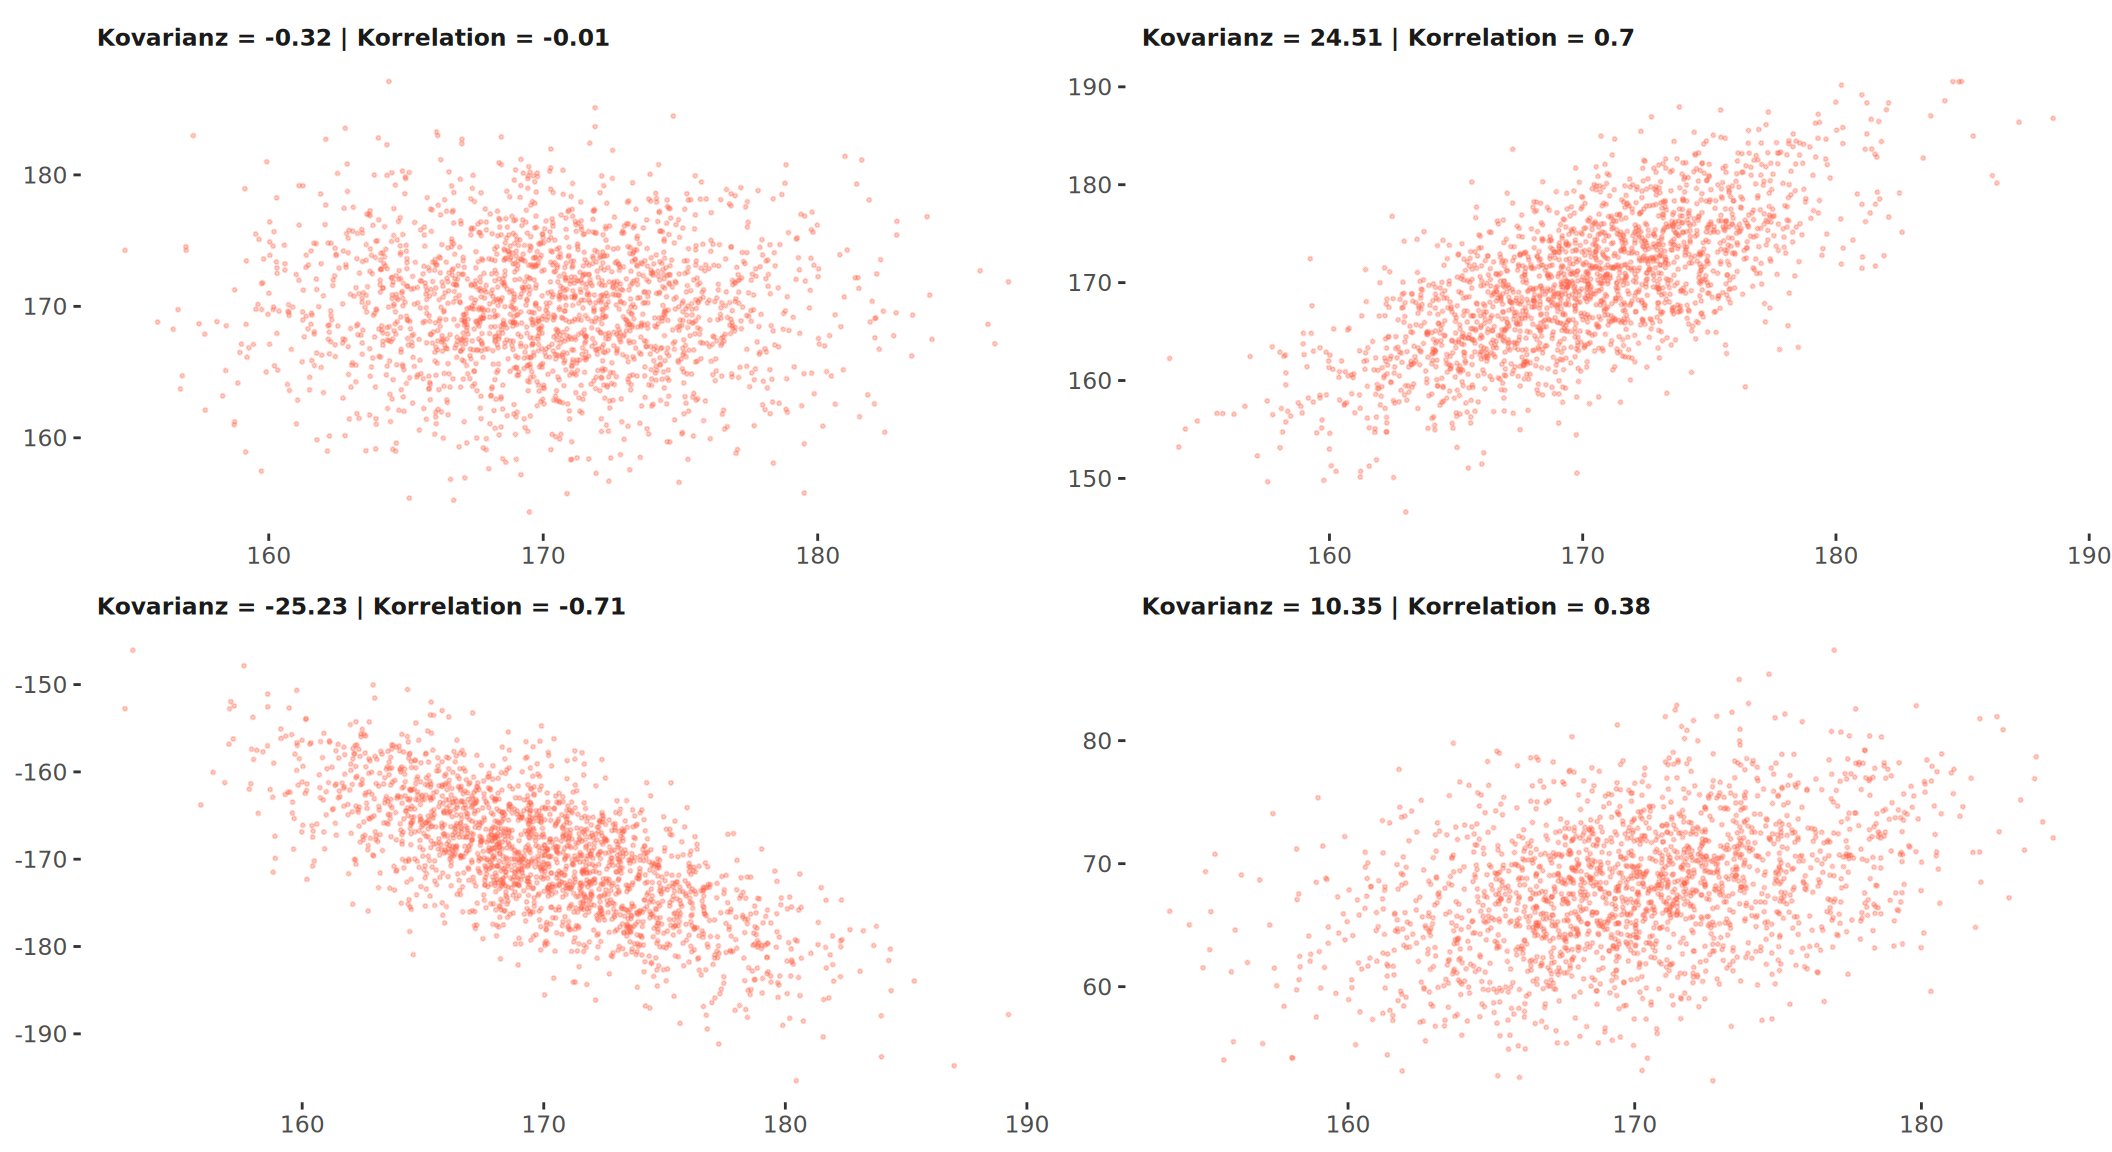 Kovarianz = -0.32 | Korrelation = -0.01
180
170
160
160 170 180
Kovarianz = 24.51 | Korrelation = 0.7
190
180
170
160
150
160 170 180 190
Kovarianz = -25.23 | Korrelation = -0.71
-150
-160
-170
-180
-190
160 170 180 190
Kovarianz = 10.35 | Korrelation = 0.38
80
70
60
160 170 180